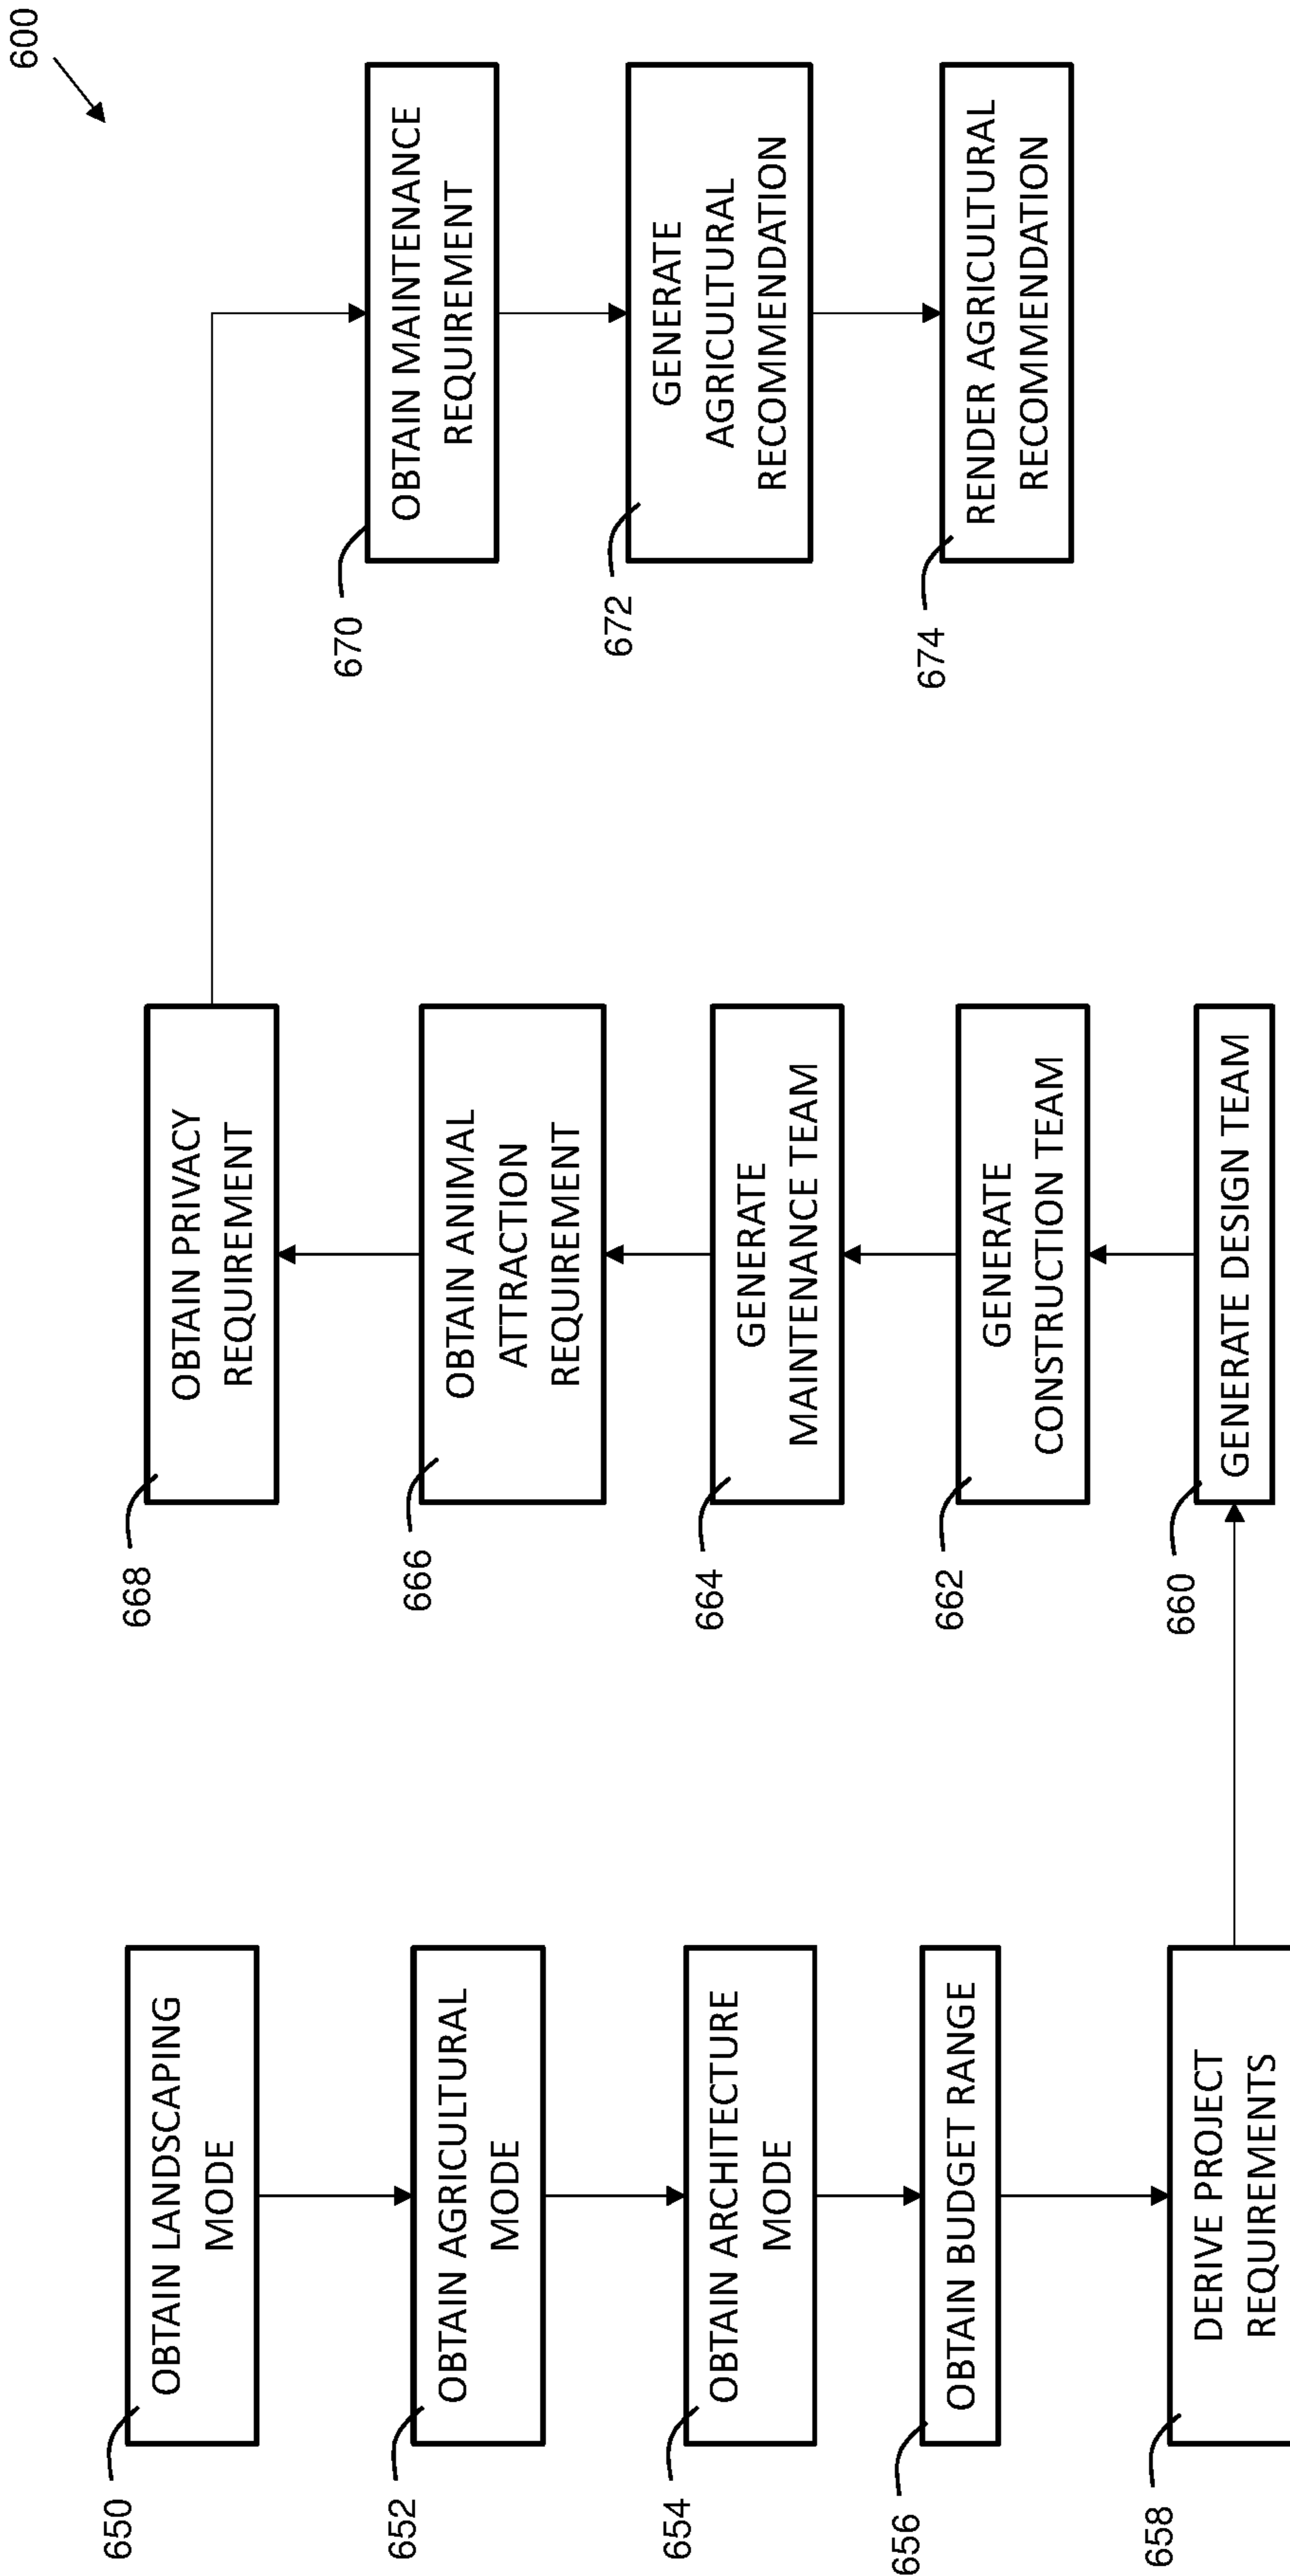 600
650
OBTAIN LANDSCAPING
MODE
652
OBTAIN AGRICULTURAL
MODE
654
OBTAIN ARCHITECTURE
MODE
656
OBTAIN BUDGET RANGE
658
DERIVE PROJECT
REQUIREMENTS
660
GENERATE DESIGN TEAM
662
GENERATE
CONSTRUCTION TEAM
664
GENERATE
MAINTENANCE TEAM
666
OBTAIN ANIMAL
ATTRACTION
REQUIREMENT
668
OBTAIN PRIVACY
REQUIREMENT
670
OBTAIN MAINTENANCE
REQUIREMENT
672
GENERATE
AGRICULTURAL
RECOMMENDATION
674
RENDER AGRICULTURAL
RECOMMENDATION